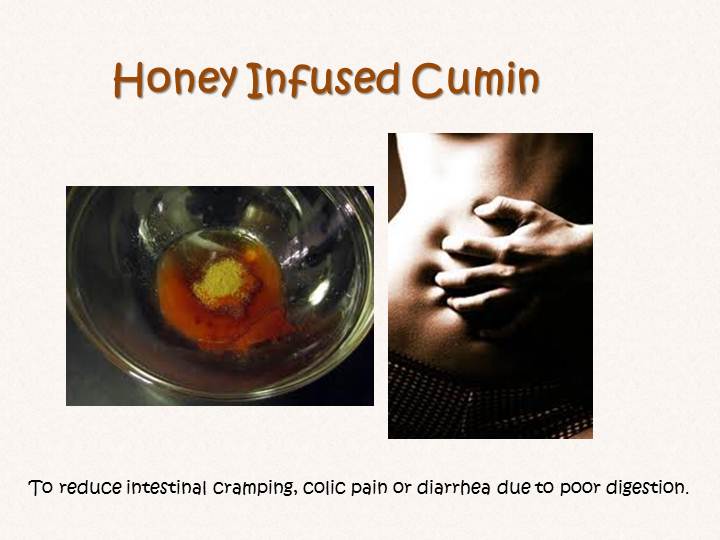 Honey Infused Cumin
To reduce intestinal cramping, colic pain or diarrhea due to poor digestion.